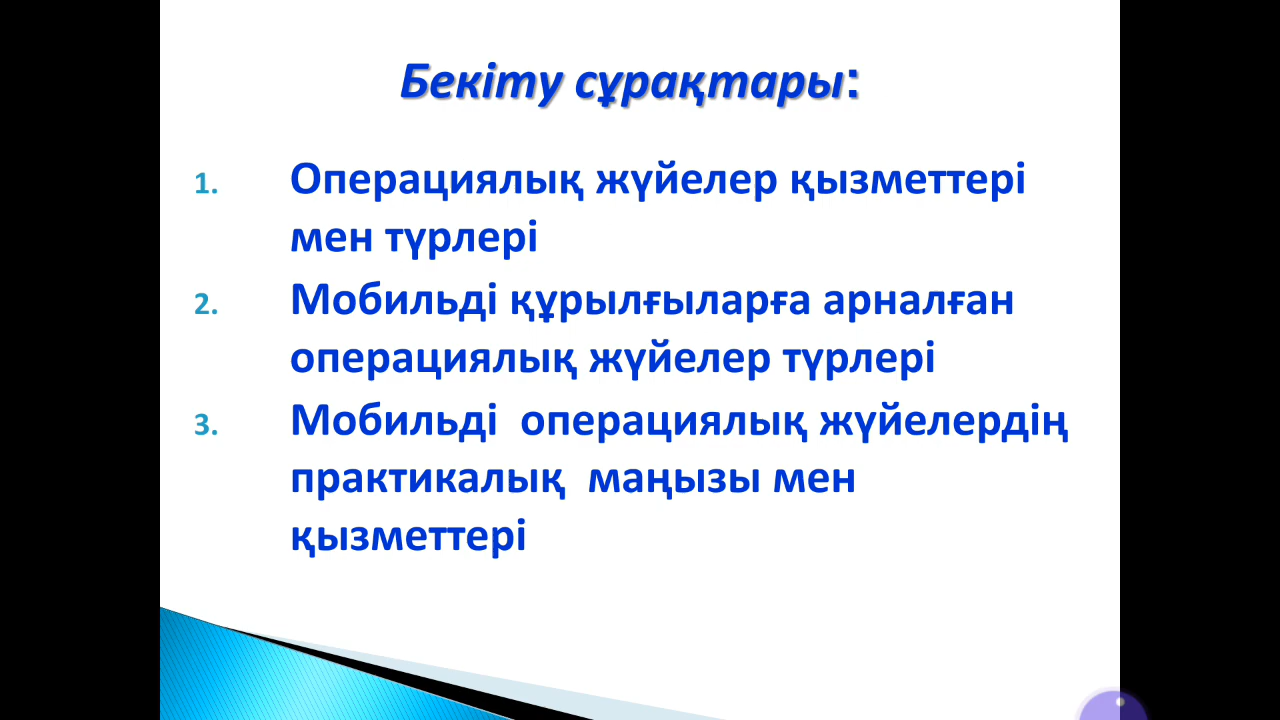 Бекіту сұрақтары:
1. Операциялық жүйелер қызметтері
мен түрлері
2. Мобильді құрылғыларға арналған
операциялық жүйелер түрлері
3. Мобильді операциялық жүйелердің
практикалық маңызы мен
қызметтері